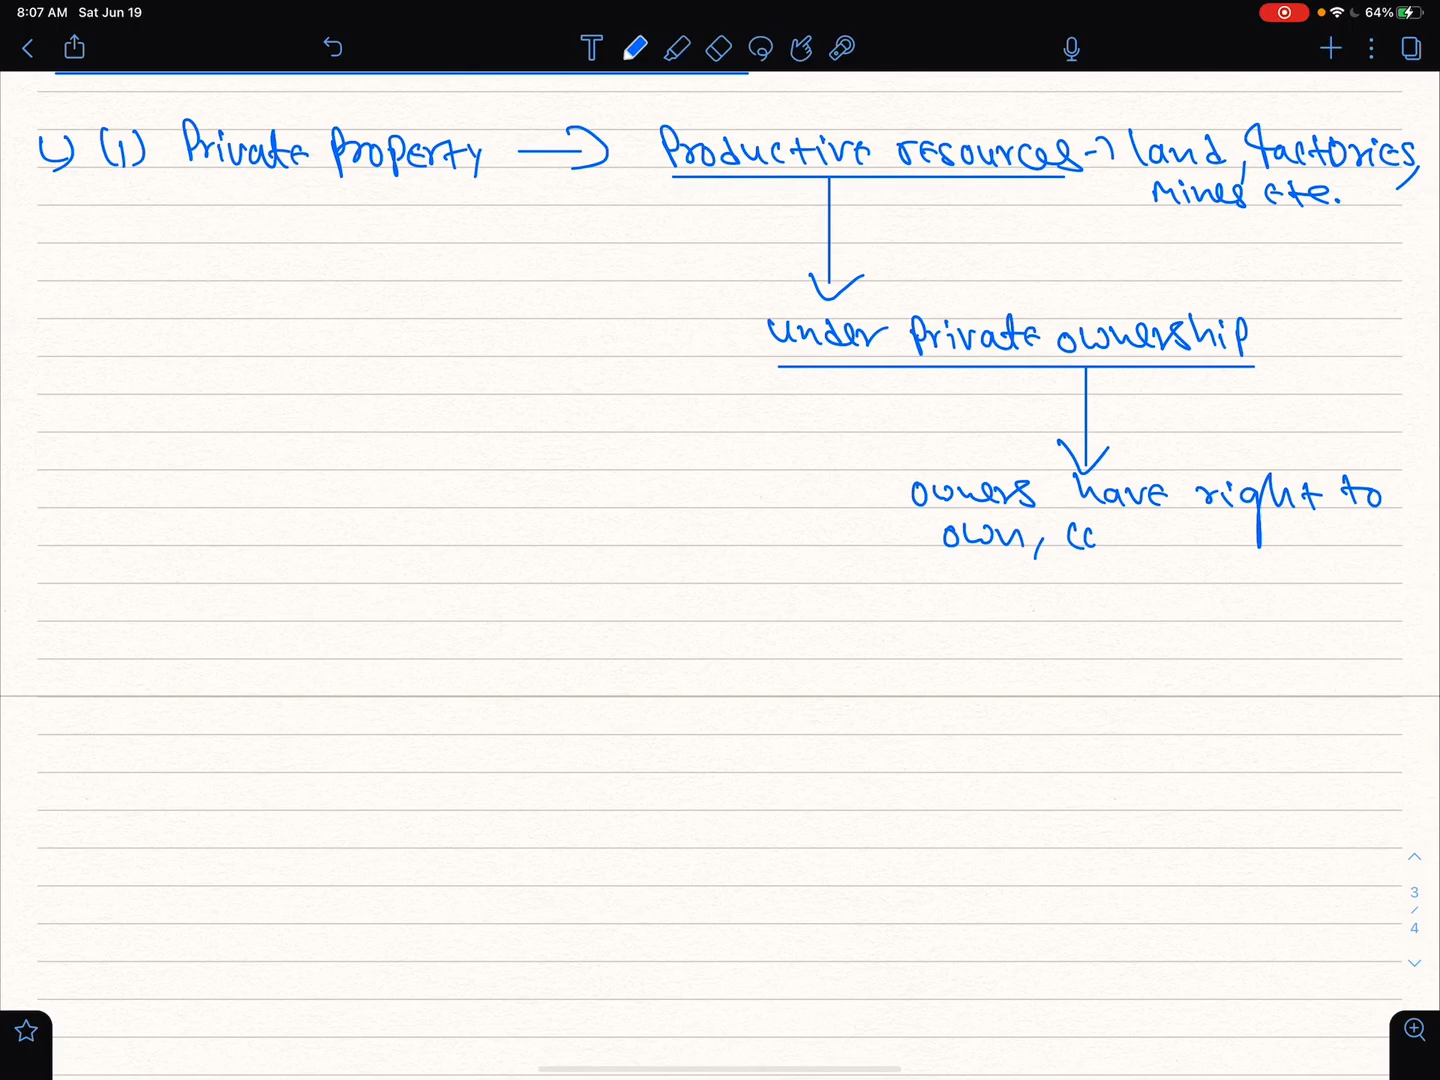 8:07 AM Sat Jun 19
64%
T
(1) Private Property → Productive resources → land, factories,
mines etc.
under private ownership
owners have right to
own, co
3
/
4